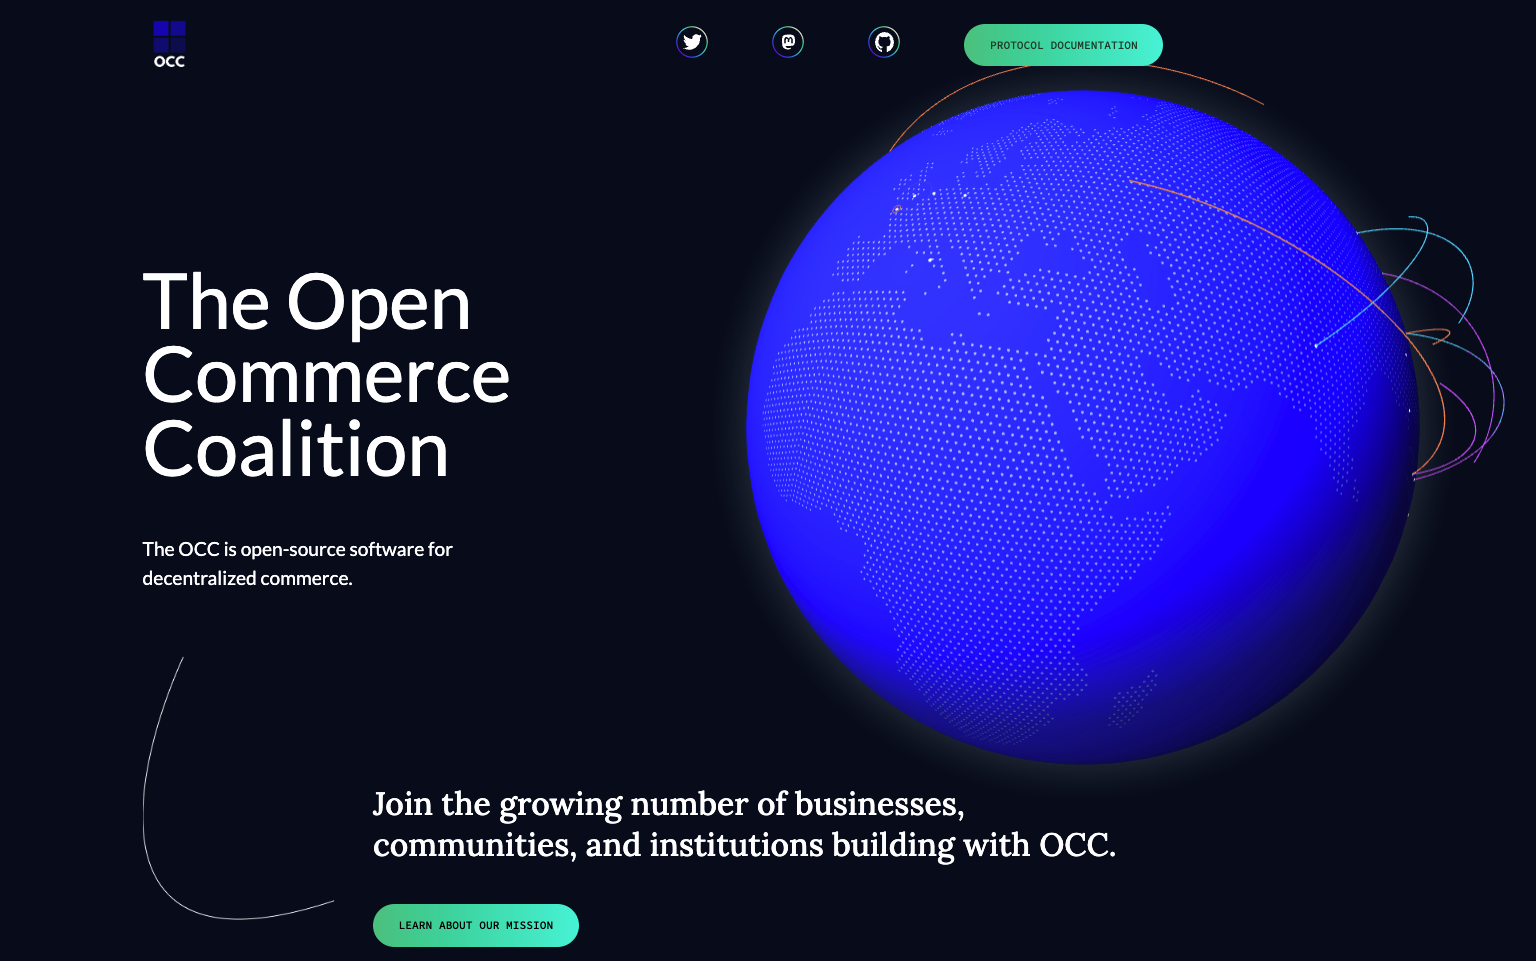 OCC
PROTOCOL DOCUMENTATION
The Open
Commerce
Coalition
The OCC is open-source software for
decentralized commerce.
Join the growing number of businesses,
communities, and institutions building with OCC.
LEARN ABOUT OUR MISSION